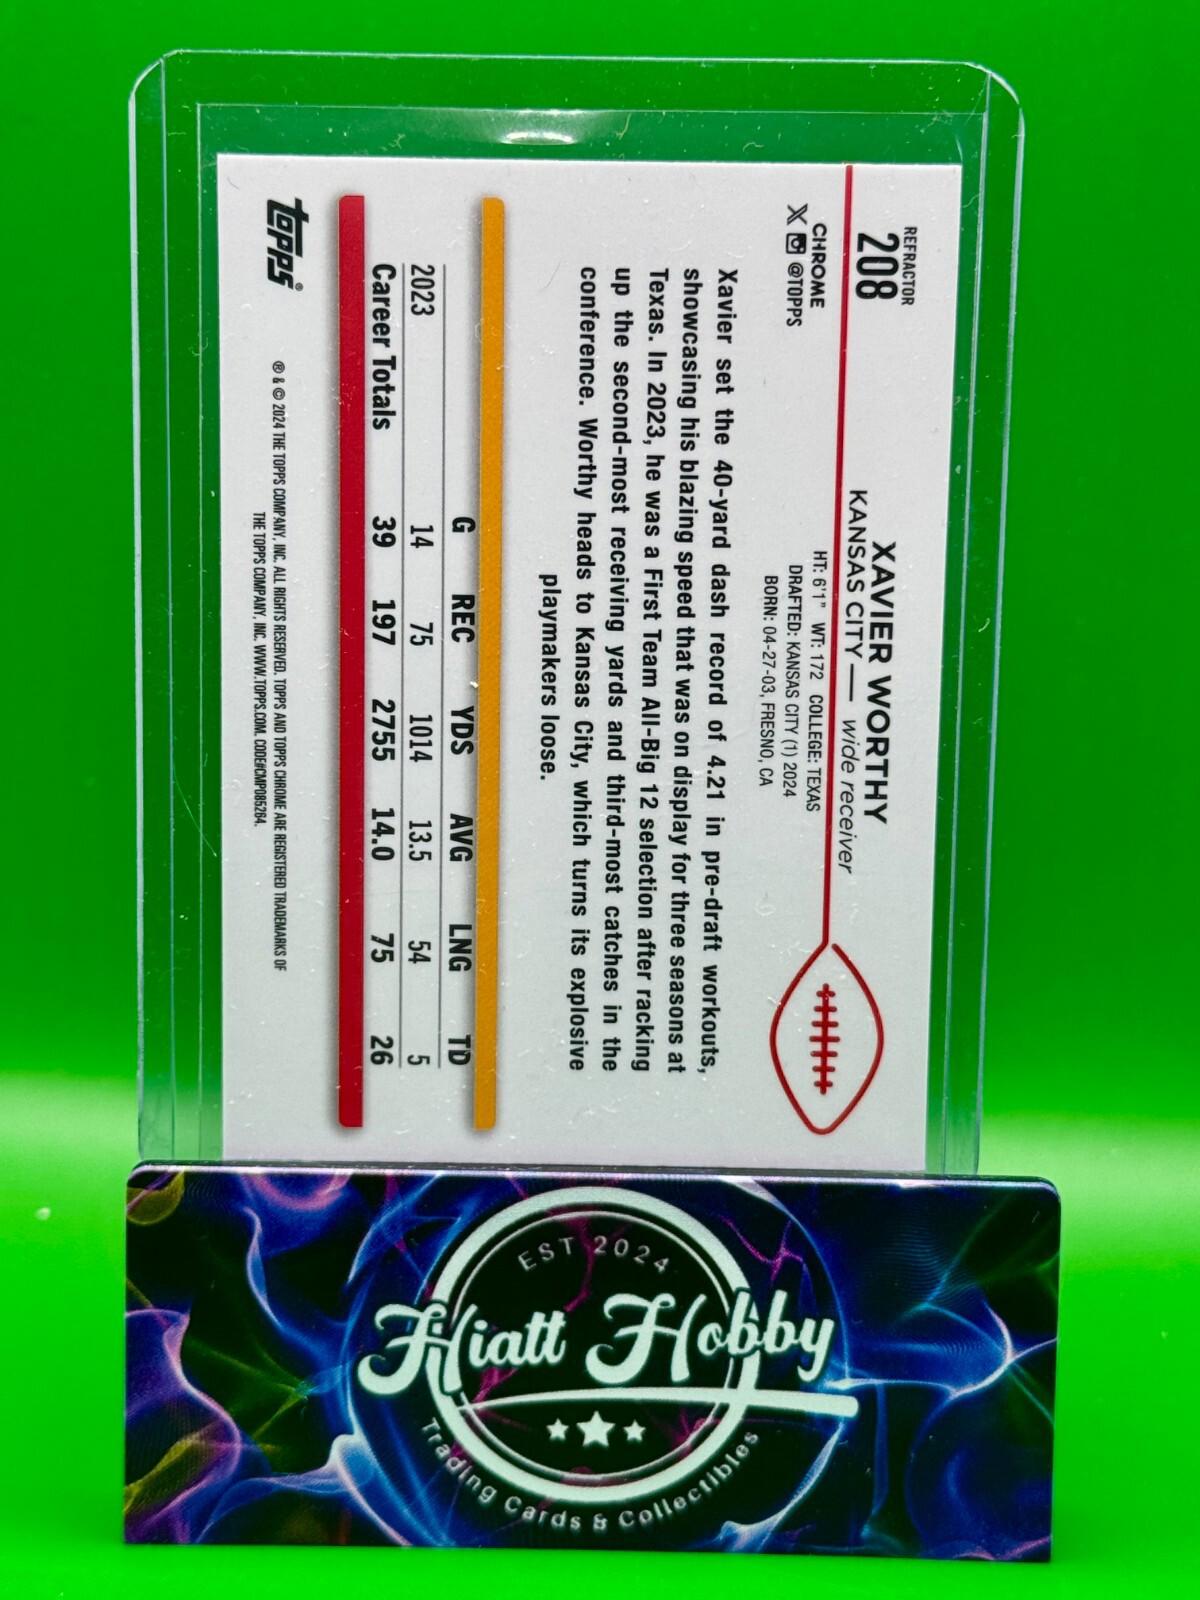 REFRACTOR
208
CHROME
X @TOPPS
XAVIER WORTHY
KANSAS CITY — wide receiver
HT: 6'1" WT: 172 COLLEGE: TEXAS
DRAFTED: KANSAS CITY (1) 2024
BORN: 04-27-03, FRESNO, CA
Xavier set the 40-yard dash record of 4.21 in pre-draft workouts,
showcasing his blazing speed that was on display for three seasons at
Texas. In 2023, he was a First Team All-Big 12 selection after racking
up the second-most receiving yards and third-most catches in the
conference. Worthy heads to Kansas City, which turns its explosive
playmakers loose.
G REC YDS AVG LNG TD
2023 14 75 1014 13.5 54 5
Career Totals 39 197 2755 14.0 75 26
Topps®
® & © 2024 THE TOPPS COMPANY, INC. ALL RIGHTS RESERVED. TOPPS AND TOPPS CHROME ARE REGISTERED TRADEMARKS OF
THE TOPPS COMPANY, INC. WWW.TOPPS.COM. CODE#CMP085264.
EST 2024
Hiatt Hobby
Trading Cards & Collectibles